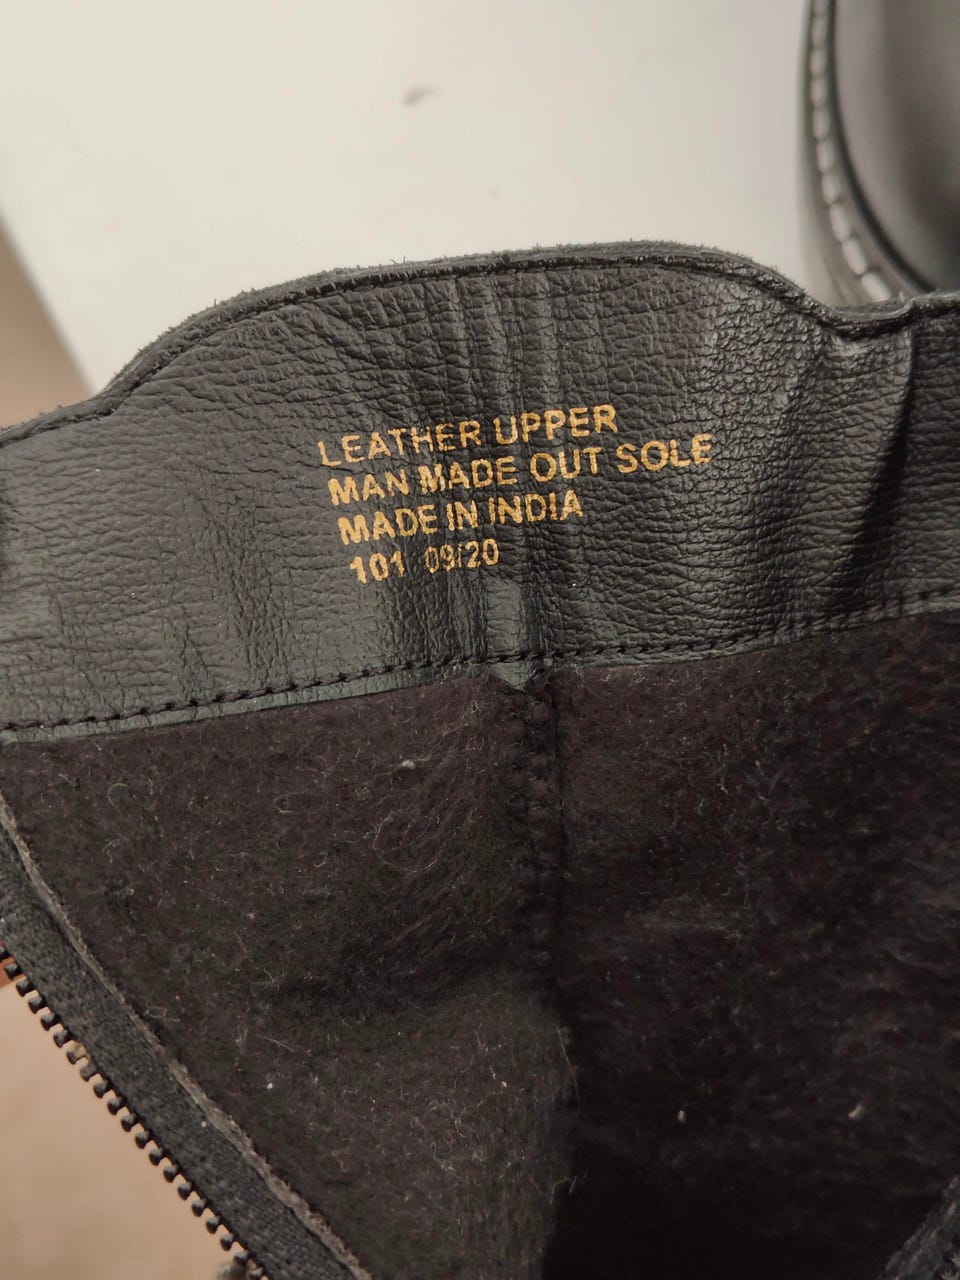 LEATHER UPPER
MAN MADE OUT SOLE
MADE IN INDIA
101 09/20